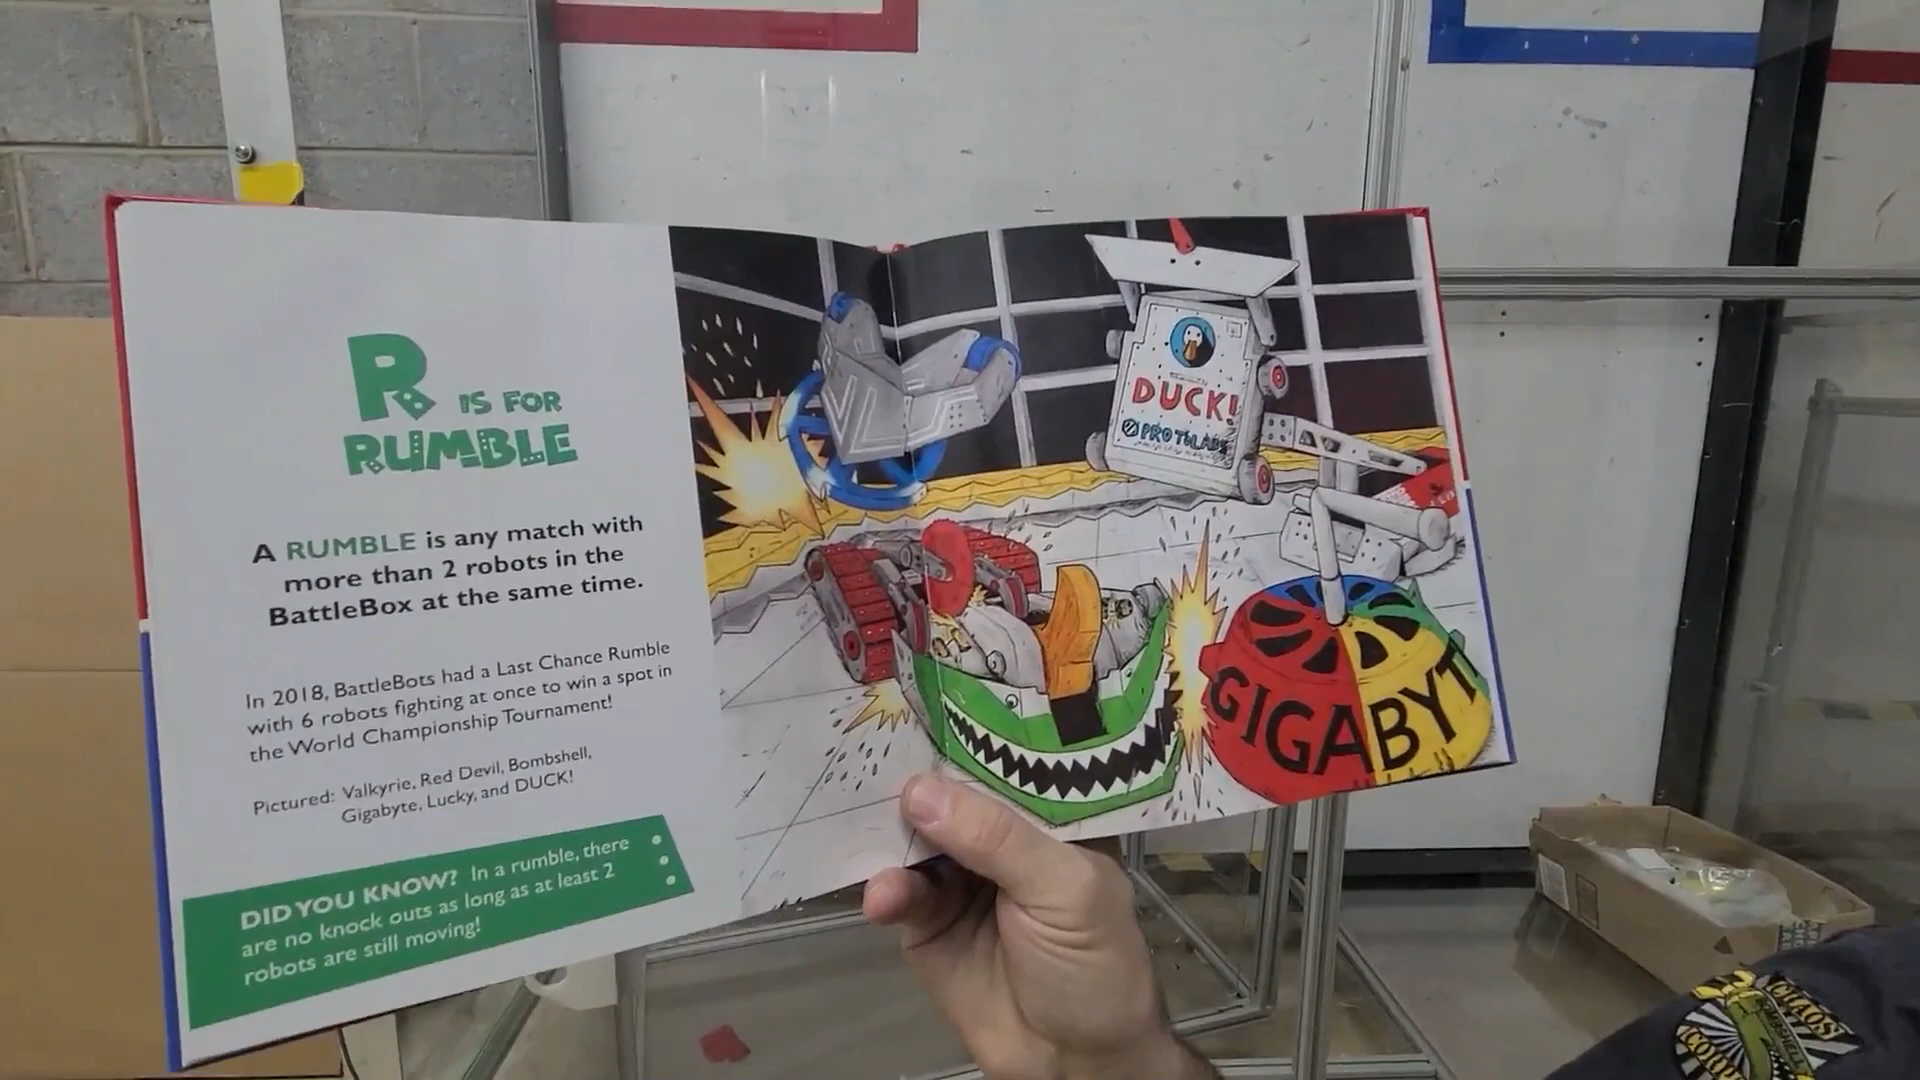 R IS FOR
RUMBLE
A RUMBLE is any match with
more than 2 robots in the
BattleBox at the same time.
In 2018, BattleBots had a Last Chance Rumble
with 6 robots fighting at once to win a spot in
the World Championship Tournament!
Pictured: Valkyrie, Red Devil, Bombshell,
Gigabyte, Lucky, and DUCK!
DID YOU KNOW? In a rumble, there
are no knock outs as long as at least 2
robots are still moving!
DUCK!
PROTOLABS
GIGABYT
CHAOS
CORPS